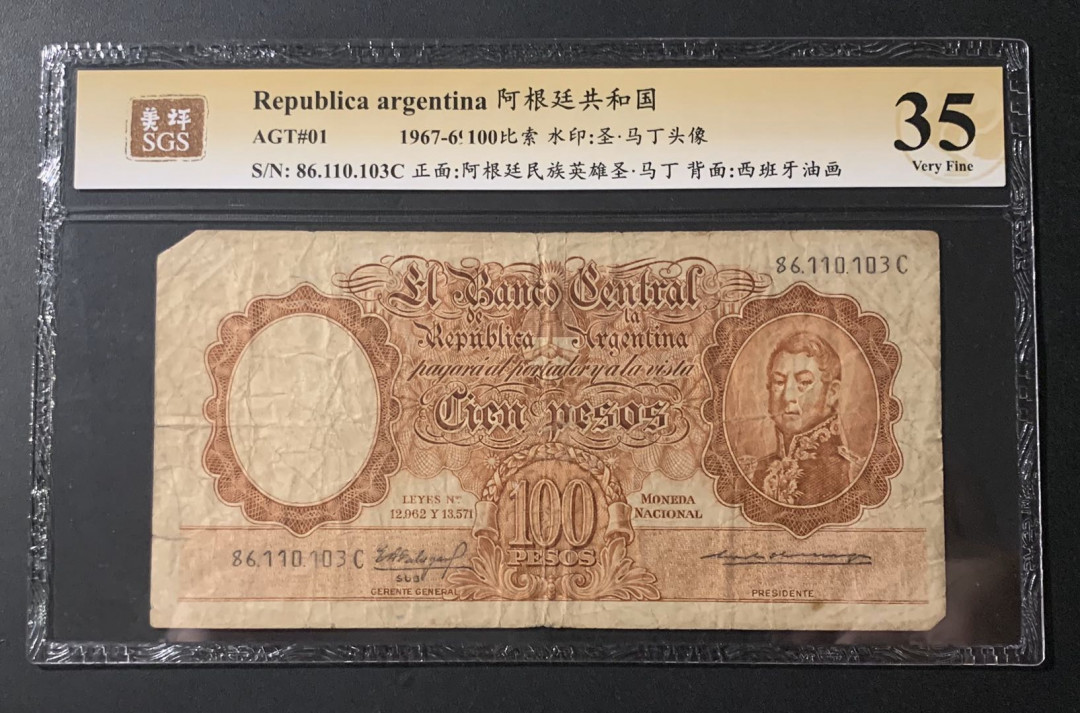 美评
SGS
Republica argentina 阿根廷共和国
AGT#01 1967-6 100比索 水印:圣·马丁头像
S/N: 86.110.103C 正面:阿根廷民族英雄圣·马丁 背面:西班牙油画
35
Very Fine
86.110.103 C
El Banco Central
de la
República Argentina
pagará al portador y a la vista
Cien pesos
LEYES Nos.
12.962 Y 13.571
MONEDA
NACIONAL
100
PESOS
86.110.103 C
SUB
GERENTE GENERAL
PRESIDENTE